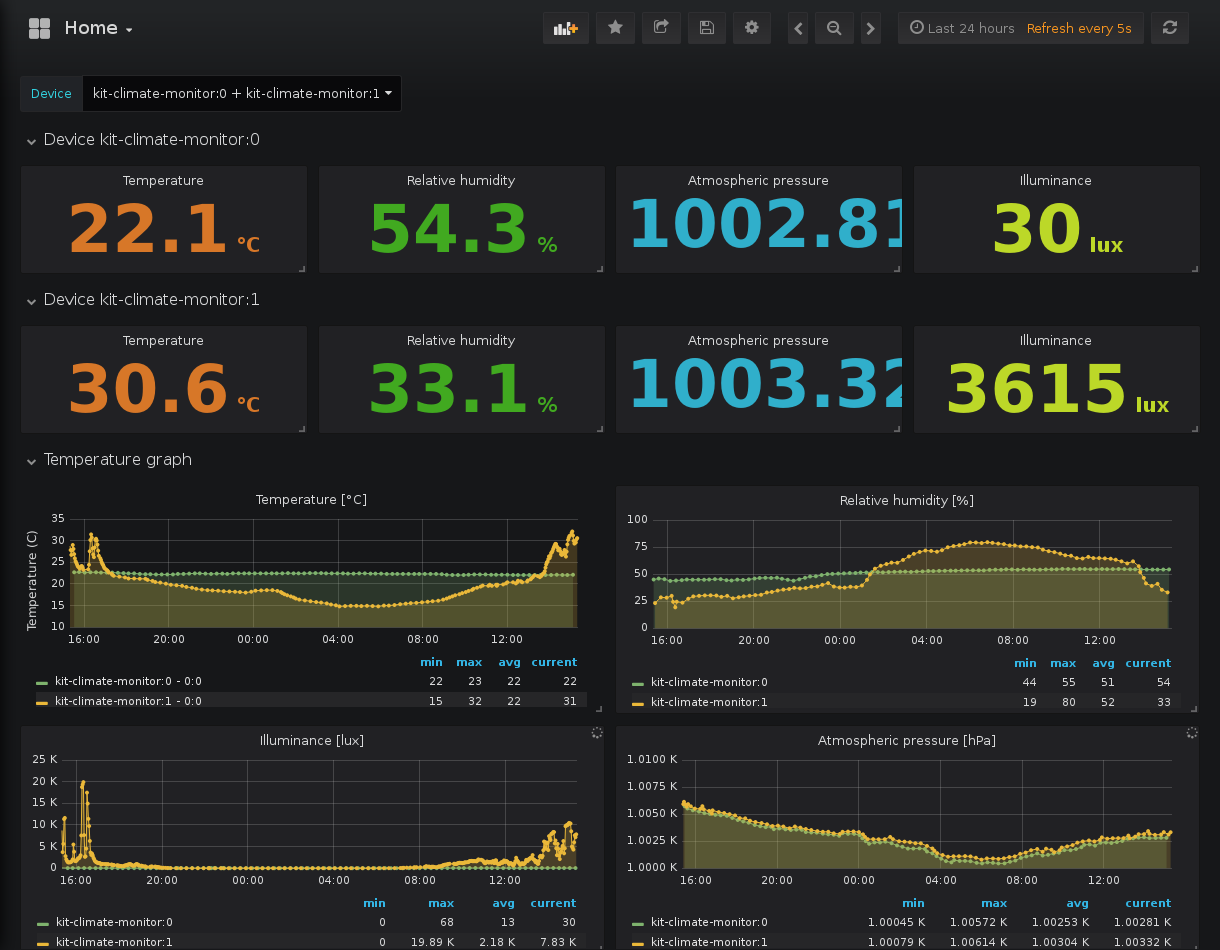 Home
Last 24 hours Refresh every 5s
Device kit-climate-monitor:0 + kit-climate-monitor:1
Device kit-climate-monitor:0
Temperature Relative humidity Atmospheric pressure Illuminance
22.1 °C 54.3 % 1002.81 30 lux
Device kit-climate-monitor:1
Temperature Relative humidity Atmospheric pressure Illuminance
30.6 °C 33.1 % 1003.32 3615 lux
Temperature graph
Temperature [°C]
Temperature (C)
35
30
25
20
15
10
16:00 20:00 00:00 04:00 08:00 12:00
min max avg current
kit-climate-monitor:0 - 0:0 22 23 22 22
kit-climate-monitor:1 - 0:0 15 32 22 31
Relative humidity [%]
100
75
50
25
0
16:00 20:00 00:00 04:00 08:00 12:00
min max avg current
kit-climate-monitor:0 44 55 51 54
kit-climate-monitor:1 19 80 52 33
Illuminance [lux]
25 K
20 K
15 K
10 K
5 K
0
16:00 20:00 00:00 04:00 08:00 12:00
min max avg current
kit-climate-monitor:0 0 68 13 30
kit-climate-monitor:1 0 19.89 K 2.18 K 7.83 K
Atmospheric pressure [hPa]
1.0100 K
1.0075 K
1.0050 K
1.0025 K
1.0000 K
16:00 20:00 00:00 04:00 08:00 12:00
min max avg current
kit-climate-monitor:0 1.00045 K 1.00572 K 1.00253 K 1.00281 K
kit-climate-monitor:1 1.00079 K 1.00614 K 1.00304 K 1.00332 K